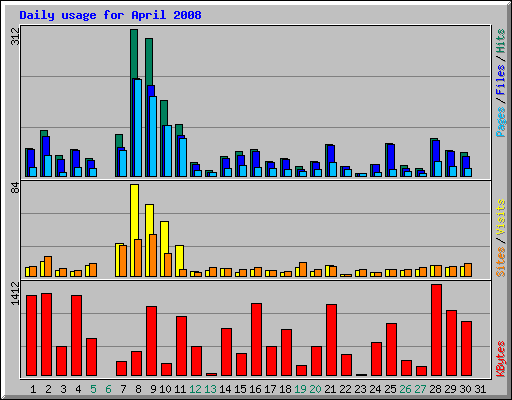 Daily usage for April 2008
312
Pages / Files / Hits
84
Sites / Visits
1412
KBytes
1 2 3 4 5 6 7 8 9 10 11 12 13 14 15 16 17 18 19 20 21 22 23 24 25 26 27 28 29 30 31